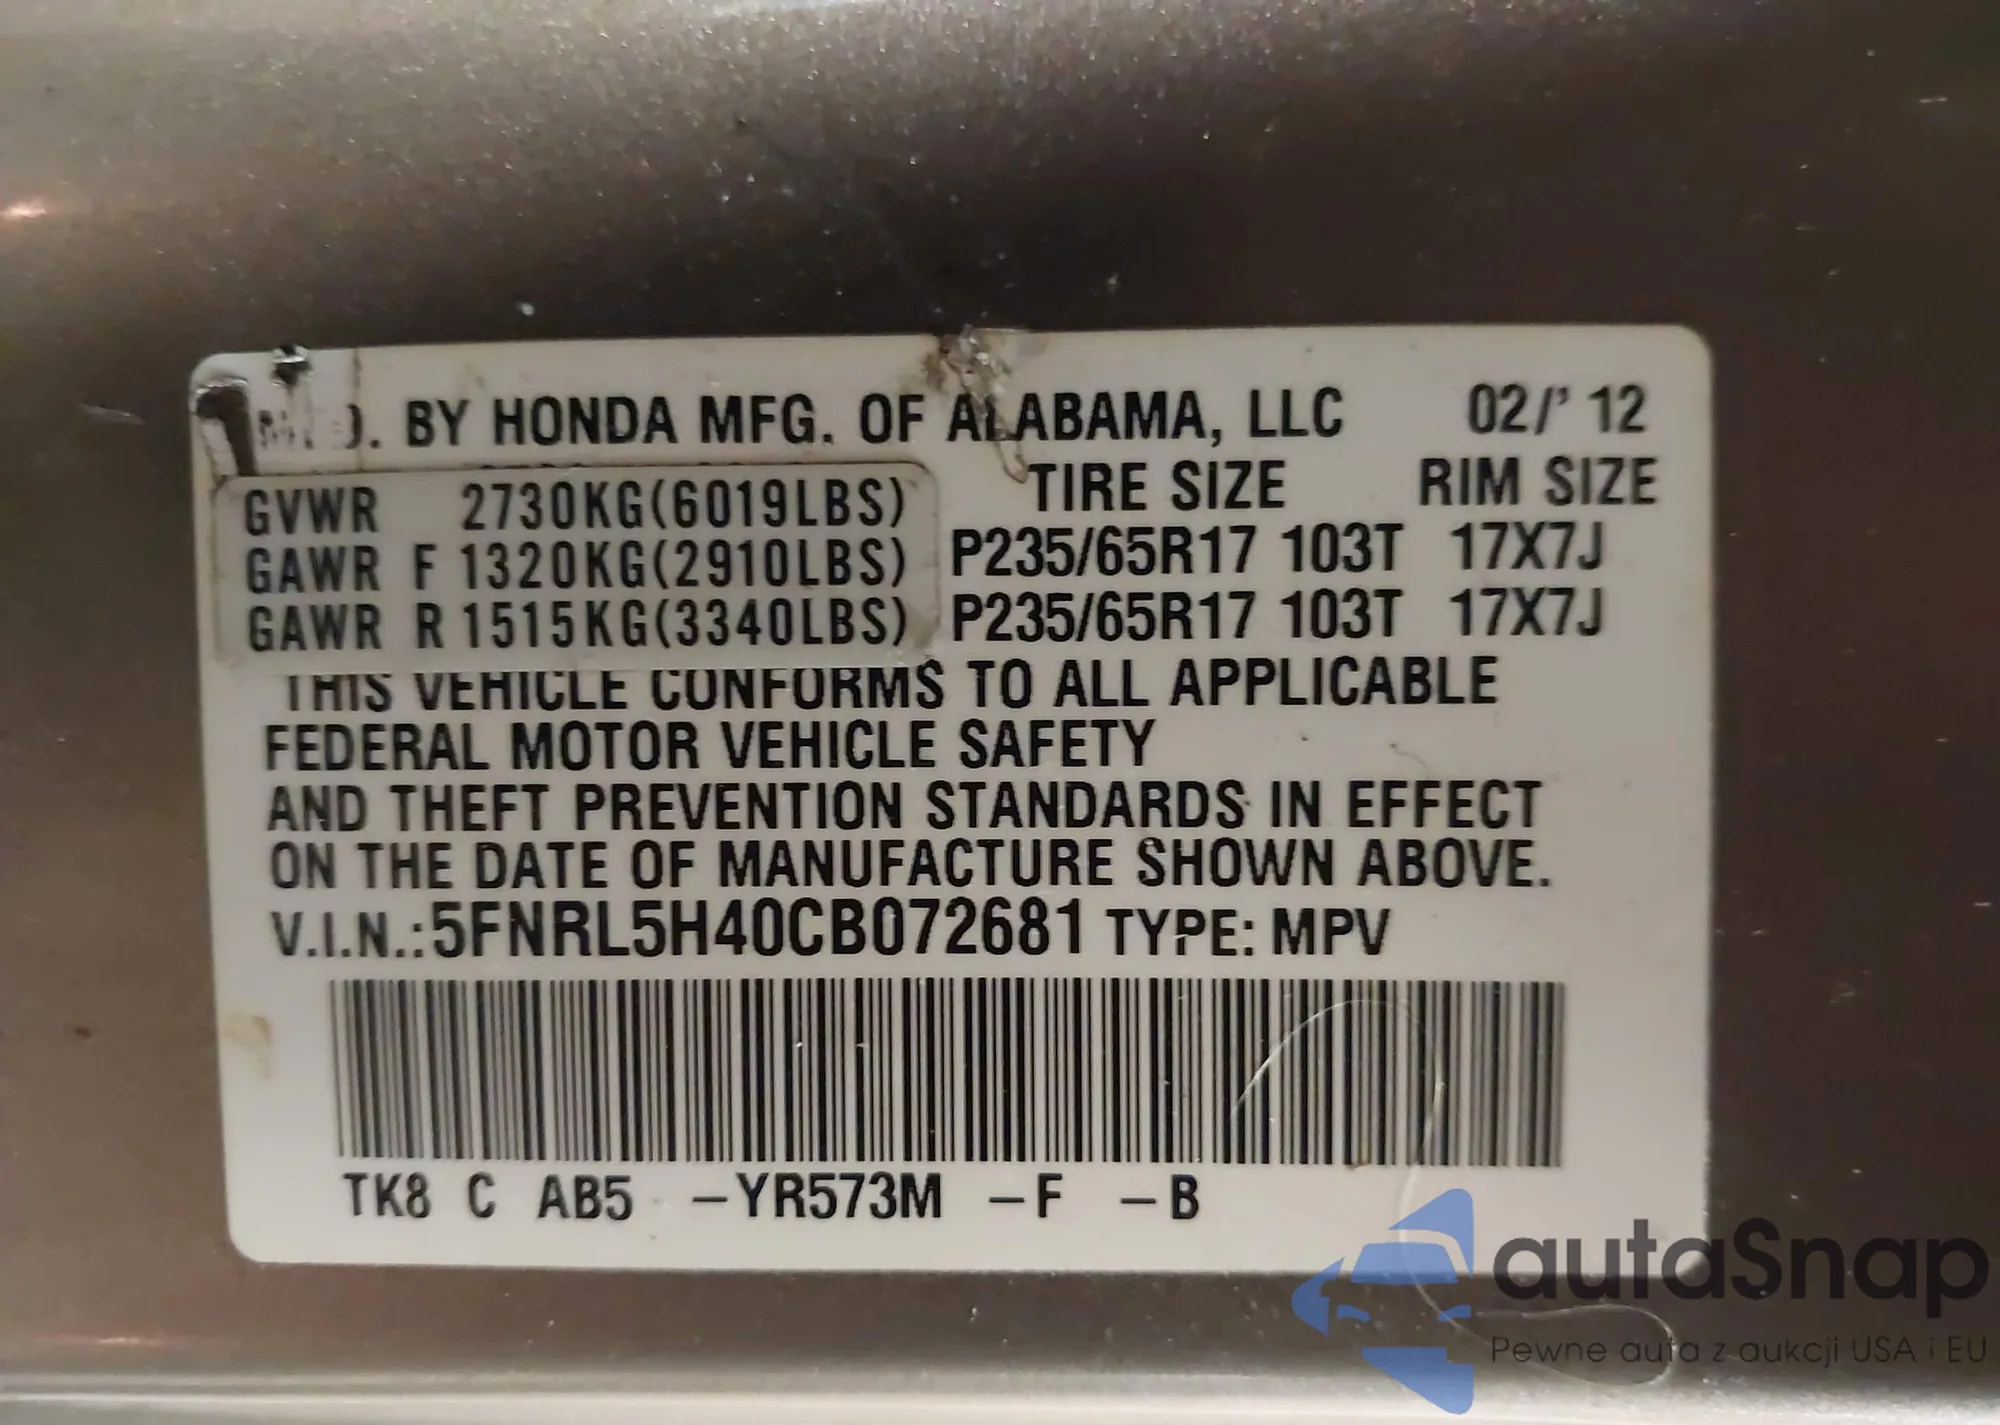 . BY HONDA MFG. OF ALABAMA, LLC 02/'12
TIRE SIZE RIM SIZE
GVWR 2730KG(6019LBS)
GAWR F 1320KG(2910LBS) P235/65R17 103T 17X7J
GAWR R 1515KG(3340LBS) P235/65R17 103T 17X7J
THIS VEHICLE CONFORMS TO ALL APPLICABLE
FEDERAL MOTOR VEHICLE SAFETY
AND THEFT PREVENTION STANDARDS IN EFFECT
ON THE DATE OF MANUFACTURE SHOWN ABOVE.
V.I.N.:5FNRL5H40CB072681 TYPE: MPV
TK8 C AB5 -YR573M -F -B
autaSnap
Pewne auta z aukcji USA i EU